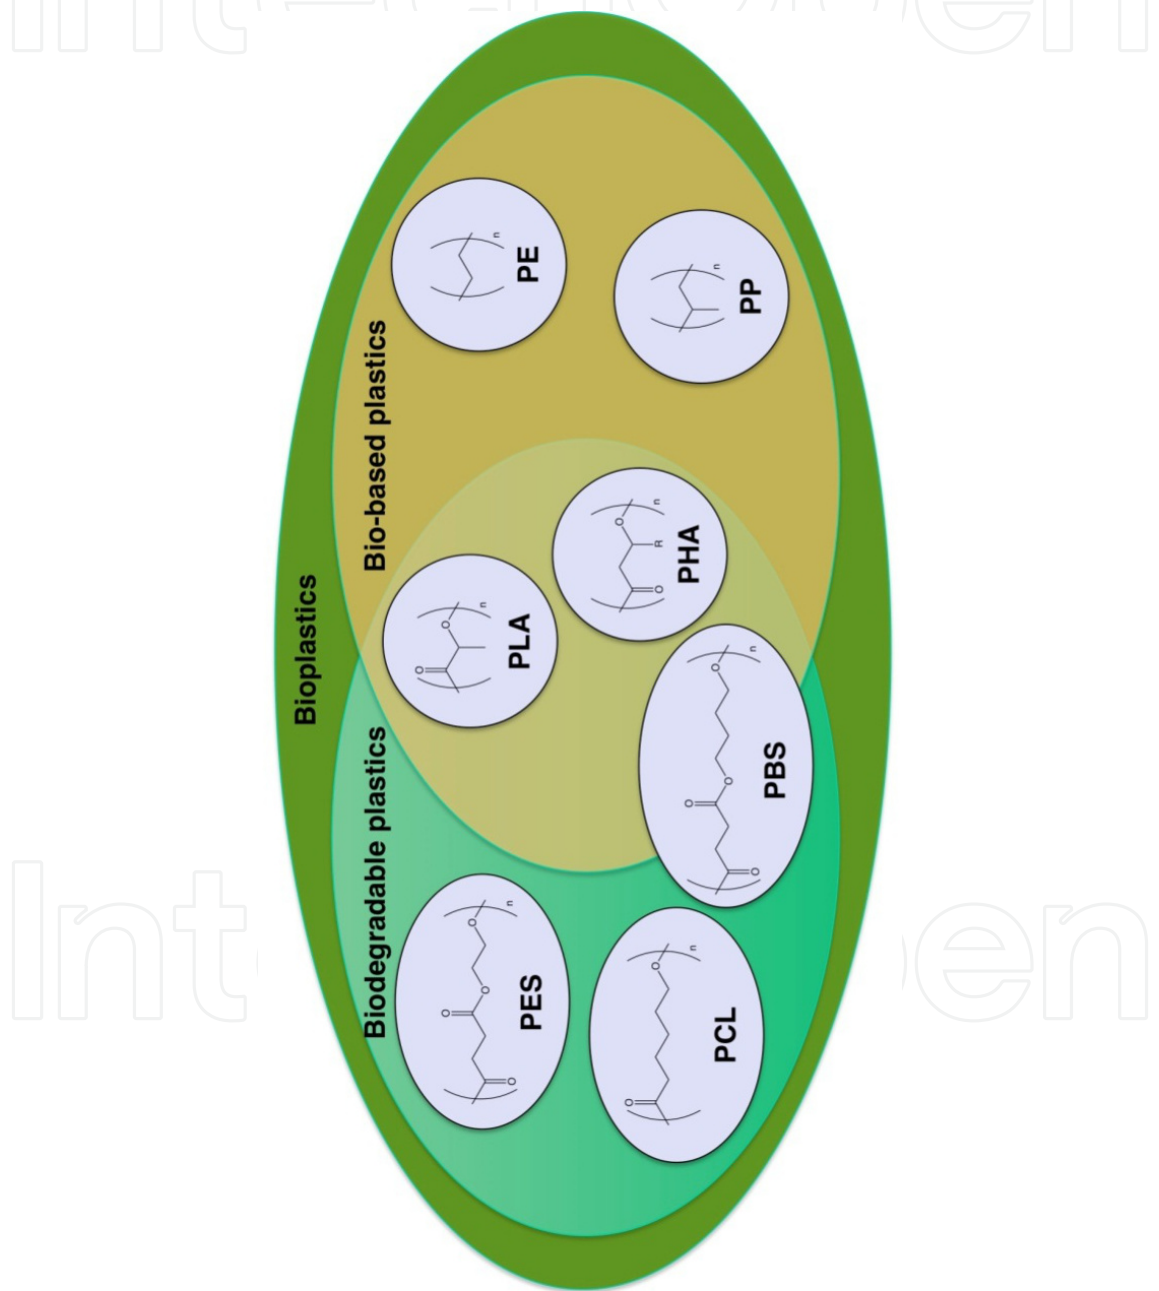 Bioplastics
Biodegradable plastics
Bio-based plastics
O O O O n
PES
O O n
PCL
O O n
PLA
O O R n
PHA
O O O O n
PBS
n
PE
n
PP